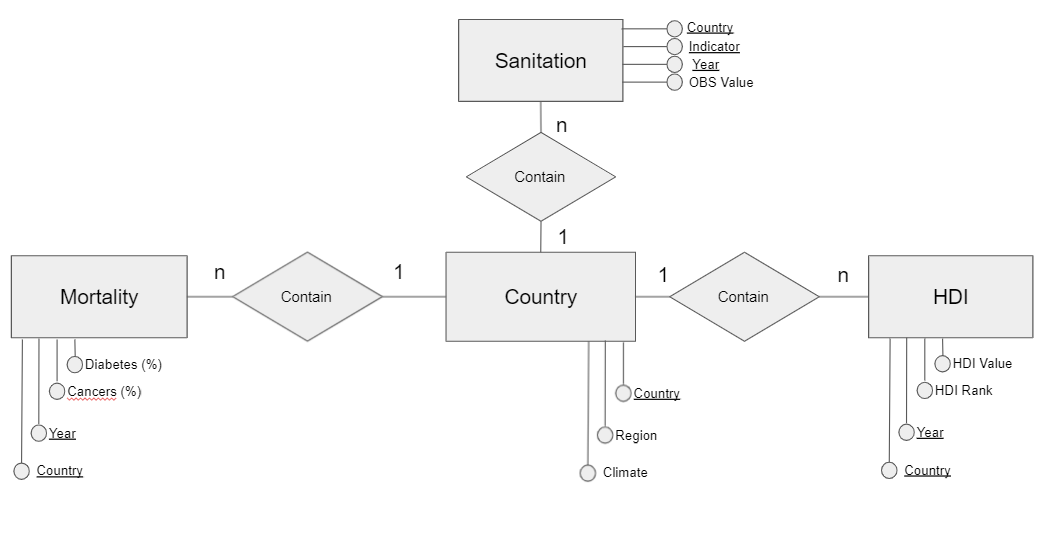 Sanitation
Country
Indicator
Year
OBS Value
n
Contain
1
Mortality
n
Contain
1
Country
1
Contain
n
HDI
Diabetes (%)
Cancers (%)
Year
Country
Country
Region
Climate
HDI Value
HDI Rank
Year
Country